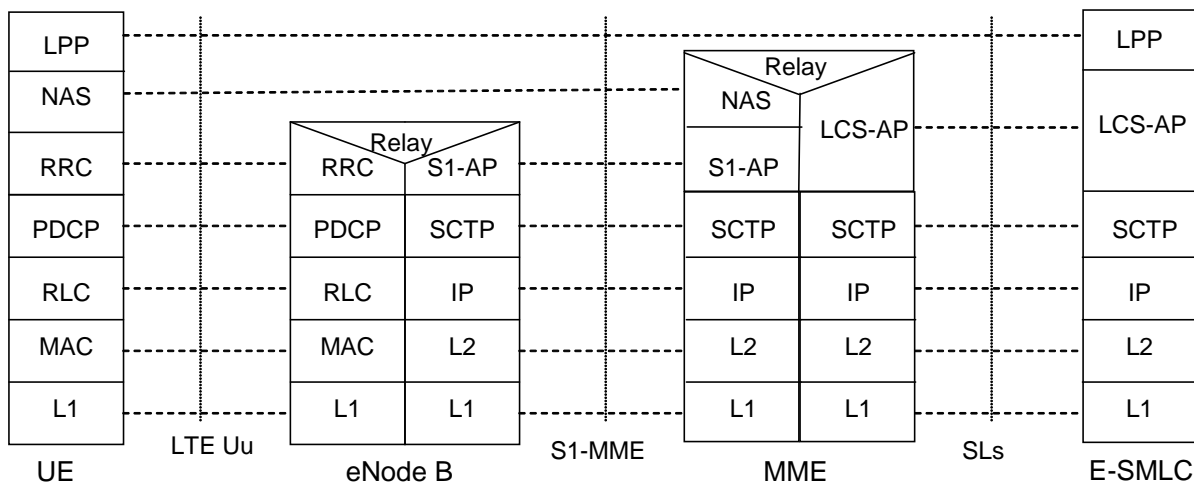 LPP
LPP
Relay
NAS
NAS
LCS-AP
LCS-AP
Relay
RRC
RRC
S1-AP
S1-AP
PDCP
PDCP
SCTP
SCTP
SCTP
SCTP
RLC
RLC
IP
IP
IP
IP
MAC
MAC
L2
L2
L2
L2
L1
L1
L1
L1
L1
L1
LTE Uu
S1-MME
SLs
UE
eNode B
MME
E-SMLC